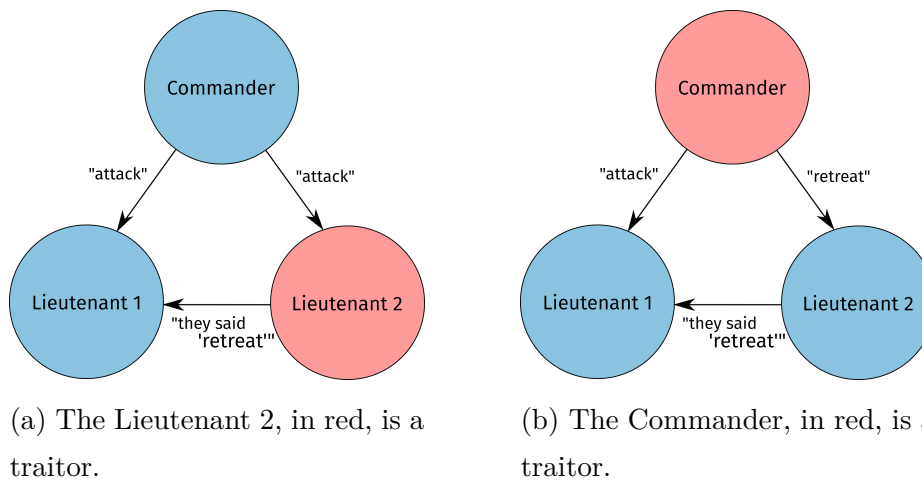 Commander
"attack"
"attack"
Lieutenant 1
Lieutenant 2
"they said
'retreat'"
(a) The Lieutenant 2, in red, is a
traitor.
Commander
"attack"
"retreat"
Lieutenant 1
Lieutenant 2
"they said
'retreat'"
(b) The Commander, in red, is
traitor.